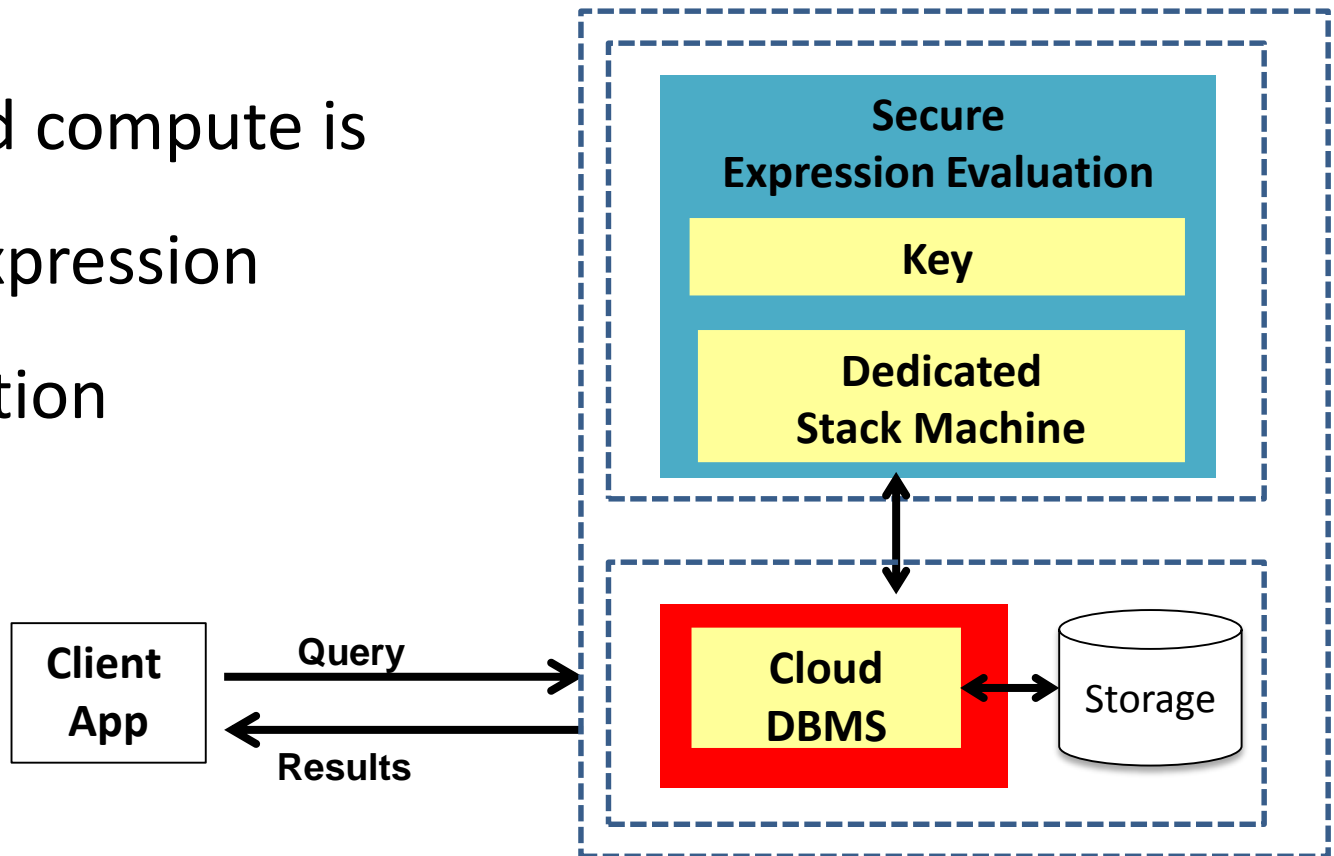 d compute is
xpression
tion
Secure
Expression Evaluation
Key
Dedicated
Stack Machine
Client
App
Query
Results
Cloud
DBMS
Storage